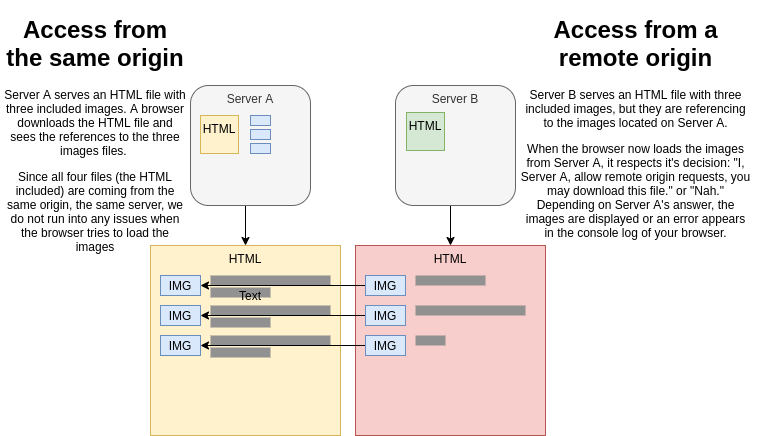 Access from
the same origin
Server A serves an HTML file with
three included images. A browser
downloads the HTML file and
sees the references to the three
images files.
Since all four files (the HTML
included) are coming from the
same origin, the same server, we
do not run into any issues when
the browser tries to load the
images
Server A
HTML
Server B
HTML
Access from a
remote origin
Server B serves an HTML file with three
included images, but they are referencing
to the images located on Server A.
When the browser now loads the images
from Server A, it respects it's decision: "I,
Server A, allow remote origin requests, you
may download this file." or "Nah."
Depending on Server A's answer, the
images are displayed or an error appears
in the console log of your browser.
HTML
IMG
Text
IMG
IMG
HTML
IMG
IMG
IMG